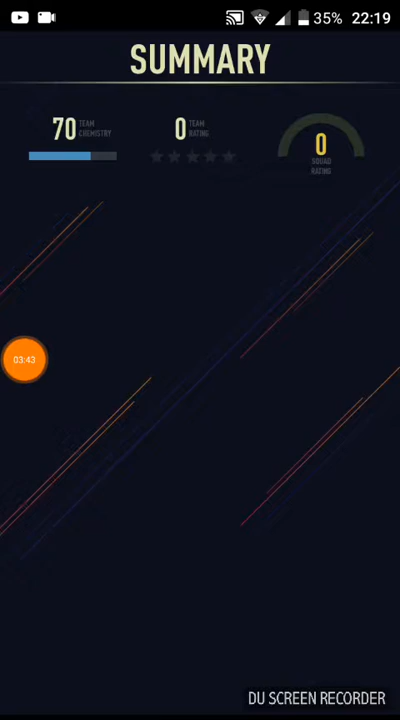 35% 22:19
SUMMARY
70 TEAM CHEMISTRY
0 TEAM RATING
0
SQUAD
RATING
03:43
DU SCREEN RECORDER